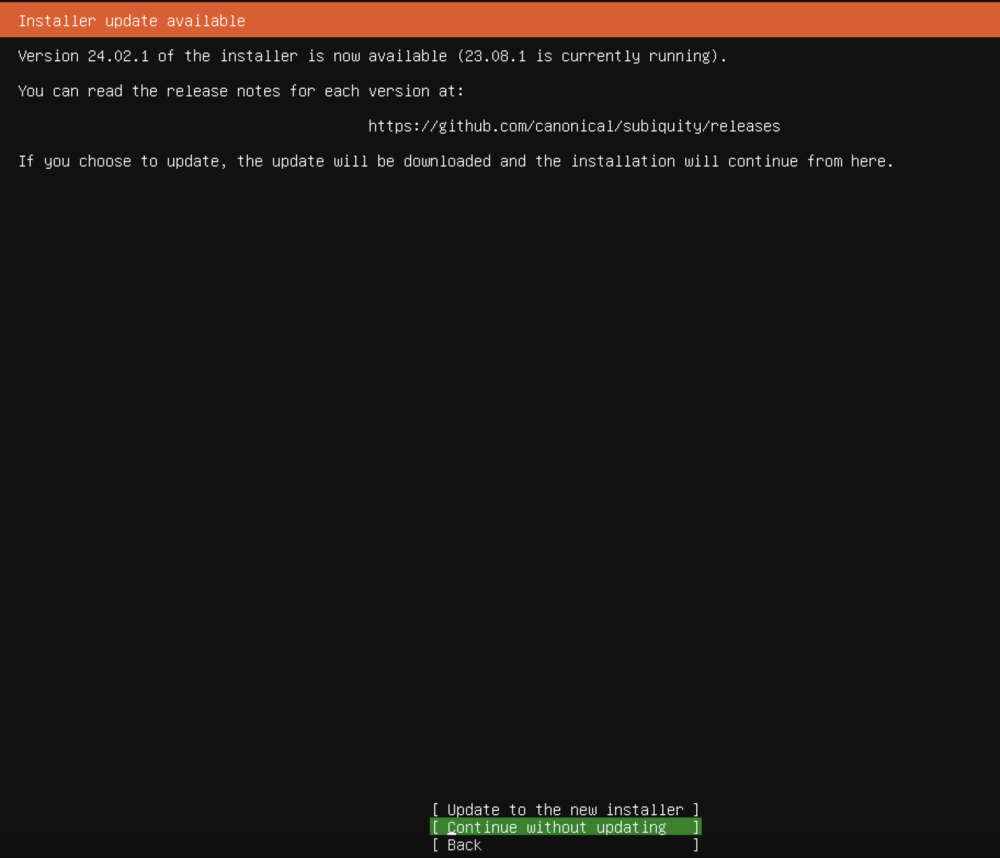 Installer update available
Version 24.02.1 of the installer is now available (23.08.1 is currently running).
You can read the release notes for each version at:
https://github.com/canonical/subiquity/releases
If you choose to update, the update will be downloaded and the installation will continue from here.
[ Update to the new installer ]
[ Continue without updating ]
[ Back ]